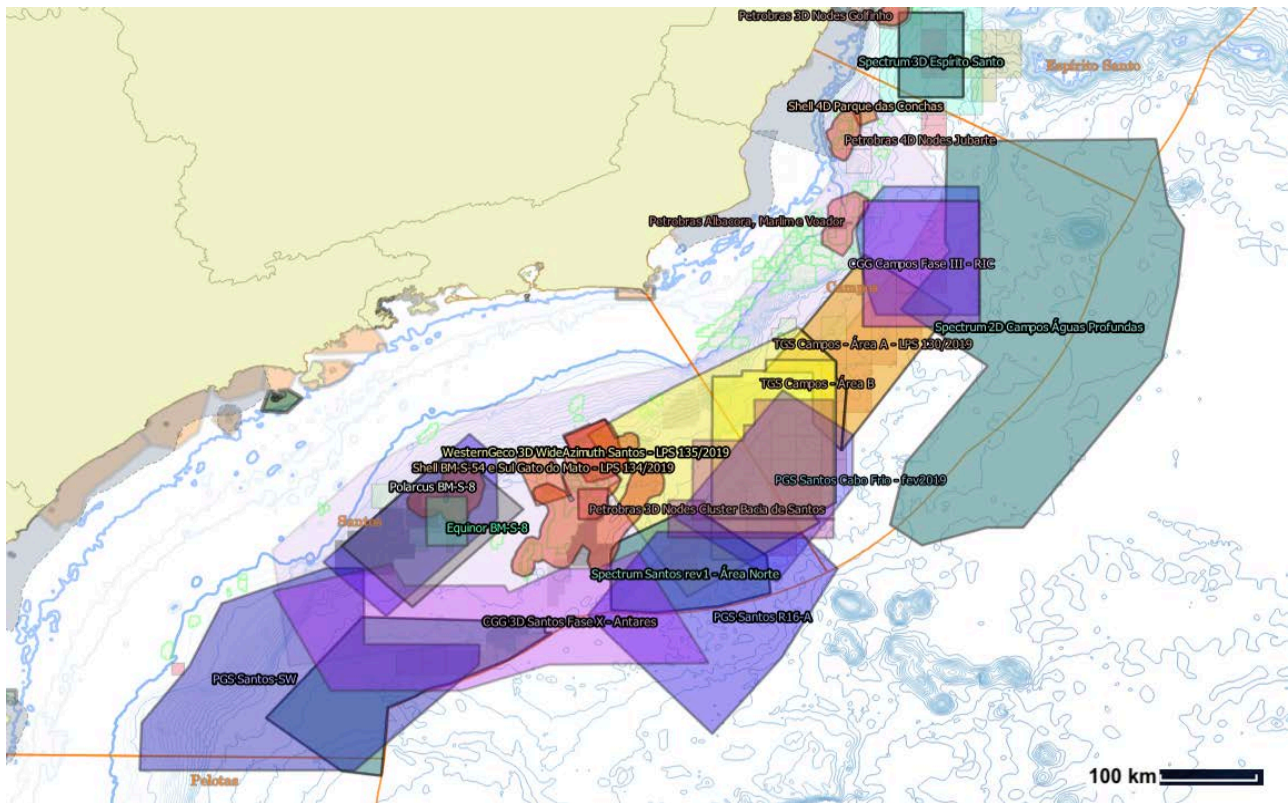 Petrobras 3D Nodes Golfinho
Spectrum 3D Espírito Santo
Espírito Santo
Shell 4D Parque das Conchas
Petrobras 4D Nodes Jubarte
Petrobras Albacora, Marlim e Voador
CGG Campos Fase III - RIC
Campos
Spectrum 2D Campos Águas Profundas
TGS Campos - Área A - LPS 130/2019
TGS Campos - Área B
WesternGeco 3D WideAzimuth Santos - LPS 135/2019
Shell BM-S-54 e Sul Gato do Mato - LPS 134/2019
PGS Santos Cabo Frio - fev2019
Polarcus BM-S-8
Petrobras 3D Nodes Cluster Bacia de Santos
Santos
Equinor BM-S-8
Spectrum Santos rev1 - Área Norte
PGS Santos R16-A
CGG 3D Santos Fase X - Antares
PGS Santos-SW
Pelotas
100 km